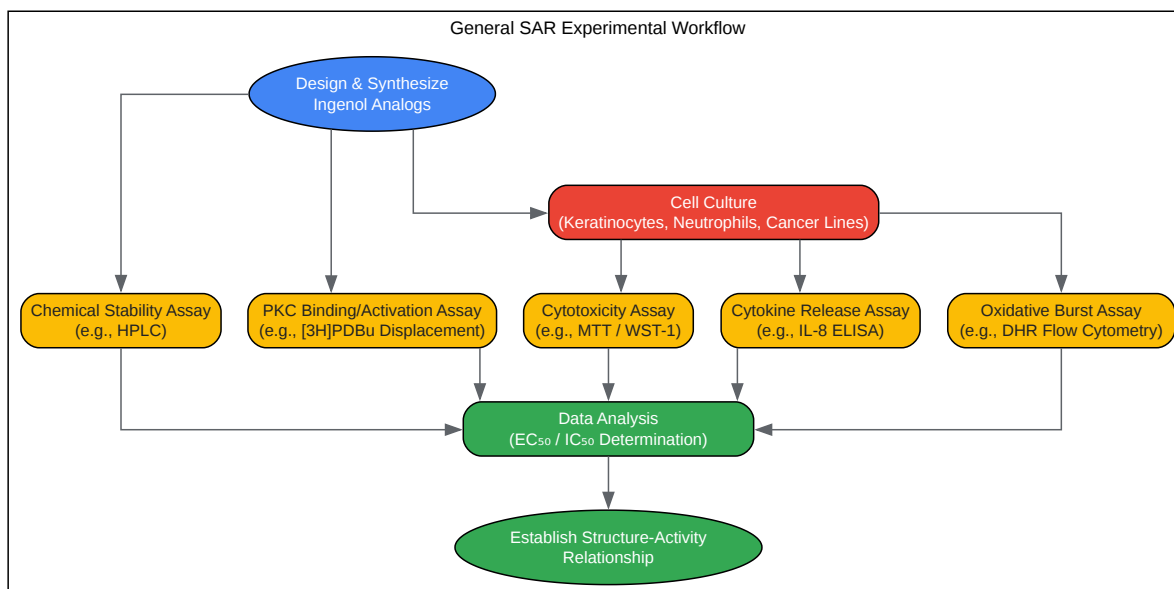 General SAR Experimental Workflow
Design & Synthesize
Ingenol Analogs
Cell Culture
(Keratinocytes, Neutrophils, Cancer Lines)
Chemical Stability Assay
(e.g., HPLC)
PKC Binding/Activation Assay
(e.g., [3H]PDBu Displacement)
Cytotoxicity Assay
(e.g., MTT / WST-1)
Cytokine Release Assay
(e.g., IL-8 ELISA)
Oxidative Burst Assay
(e.g., DHR Flow Cytometry)
Data Analysis
(EC₅₀ / IC₅₀ Determination)
Establish Structure-Activity
Relationship